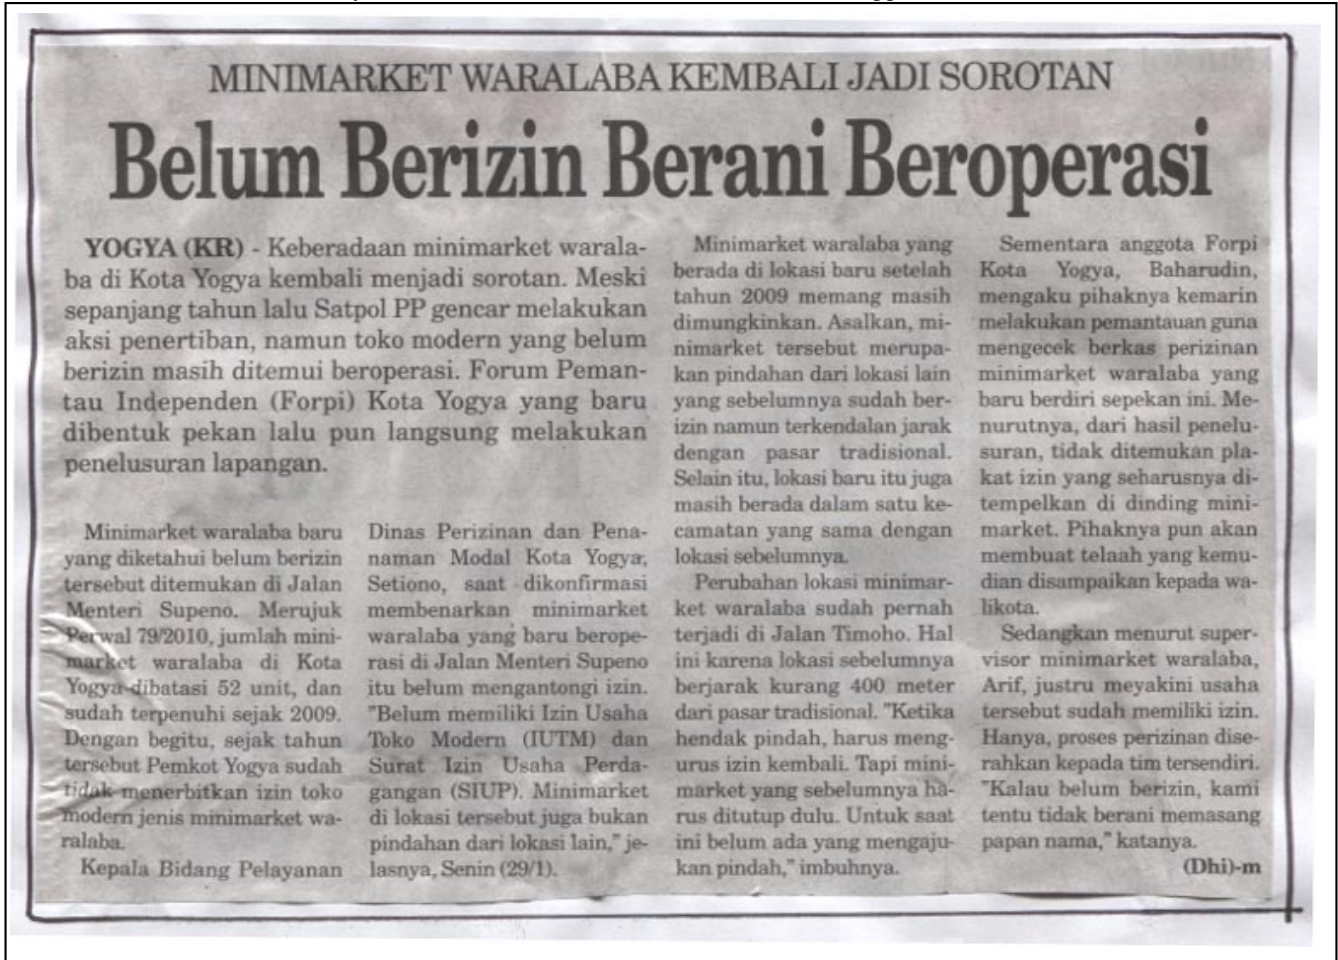 MINIMARKET WARALABA KEMBALI JADI SOROTAN
Belum Berizin Berani Beroperasi
YOGYA (KR) - Keberadaan minimarket warala-
ba di Kota Yogya kembali menjadi sorotan. Meski
sepanjang tahun lalu Satpol PP gencar melakukan
aksi penertiban, namun toko modern yang belum
berizin masih ditemui beroperasi. Forum Peman-
tau Independen (Forpi) Kota Yogya yang baru
dibentuk pekan lalu pun langsung melakukan
penelusuran lapangan.
Minimarket waralaba baru
yang diketahui belum berizin
tersebut ditemukan di Jalan
Menteri Supeno. Merujuk
Perwal 79/2010, jumlah mini-
market waralaba di Kota
Yogya dibatasi 52 unit, dan
sudah terpenuhi sejak 2009.
Dengan begitu, sejak tahun
tersebut Pemkot Yogya sudah
tidak menerbitkan izin toko
modern jenis minimarket wa-
ralaba.
Kepala Bidang Pelayanan
Dinas Perizinan dan Pena-
naman Modal Kota Yogya,
Setiono, saat dikonfirmasi
membenarkan minimarket
waralaba yang baru berope-
rasi di Jalan Menteri Supeno
itu belum mengantongi izin.
"Belum memiliki Izin Usaha
Toko Modern (IUTM) dan
Surat Izin Usaha Perda-
gangan (SIUP). Minimarket
di lokasi tersebut juga bukan
pindahan dari lokasi lain," je-
lasnya, Senin (29/1).
Minimarket waralaba yang
berada di lokasi baru setelah
tahun 2009 memang masih
dimungkinkan. Asalkan, mi-
nimarket tersebut merupa-
kan pindahan dari lokasi lain
yang sebelumnya sudah ber-
izin namun terkendalan jarak
dengan pasar tradisional.
Selain itu, lokasi baru itu juga
masih berada dalam satu ke-
camatan yang sama dengan
lokasi sebelumnya.
Perubahan lokasi minimar-
ket waralaba sudah pernah
terjadi di Jalan Timoho. Hal
ini karena lokasi sebelumnya
berjarak kurang 400 meter
dari pasar tradisional. "Ketika
hendak pindah, harus meng-
urus izin kembali. Tapi mini-
market yang sebelumnya ha-
rus ditutup dulu. Untuk saat
ini belum ada yang mengaju-
kan pindah," imbuhnya.
Sementara anggota Forpi
Kota Yogya, Baharudin,
mengaku pihaknya kemarin
melakukan pemantauan guna
mengecek berkas perizinan
minimarket waralaba yang
baru berdiri sepekan ini. Me-
nurutnya, dari hasil penelu-
suran, tidak ditemukan pla-
kat izin yang seharusnya di-
tempelkan di dinding mini-
market. Pihaknya pun akan
membuat telaah yang kemu-
dian disampaikan kepada wa-
likota.
Sedangkan menurut super-
visor minimarket waralaba,
Arif, justru meyakini usaha
tersebut sudah memiliki izin.
Hanya, proses perizinan dise-
rahkan kepada tim tersendiri.
"Kalau belum berizin, kami
tentu tidak berani memasang
papan nama," katanya.
(Dhi)-m